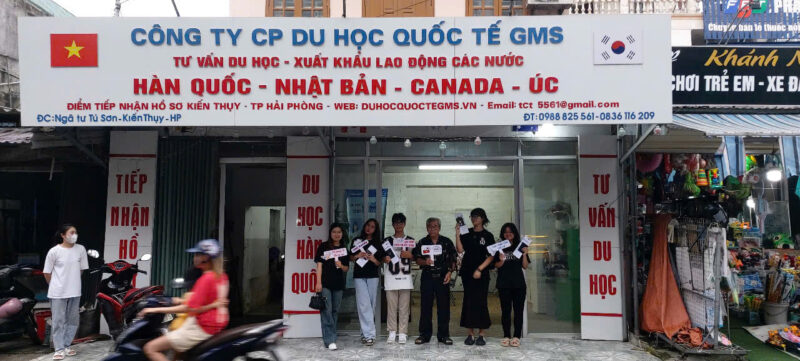 CÔNG TY CP DU HỌC QUỐC TẾ GMS
TƯ VẤN DU HỌC - XUẤT KHẨU LAO ĐỘNG CÁC NƯỚC
HÀN QUỐC - NHẬT BẢN - CANADA - ÚC
ĐIỂM TIẾP NHẬN HỒ SƠ KIẾN THỤY - TP HẢI PHÒNG - WEB: DUHOCQUOCTEGMS.VN - Email: tct_5561@gmail.com
ĐC: Ngã tư Tú Sơn - Kiến Thụy - HP
ĐT: 0988 825 561 - 0836 116 209
TIẾP
NHẬN
HỒ
DU
HỌC
HÀN
QUỐC
TƯ
VẤN
DU
HỌC
Khánh
CHƠI TRẺ EM - XE